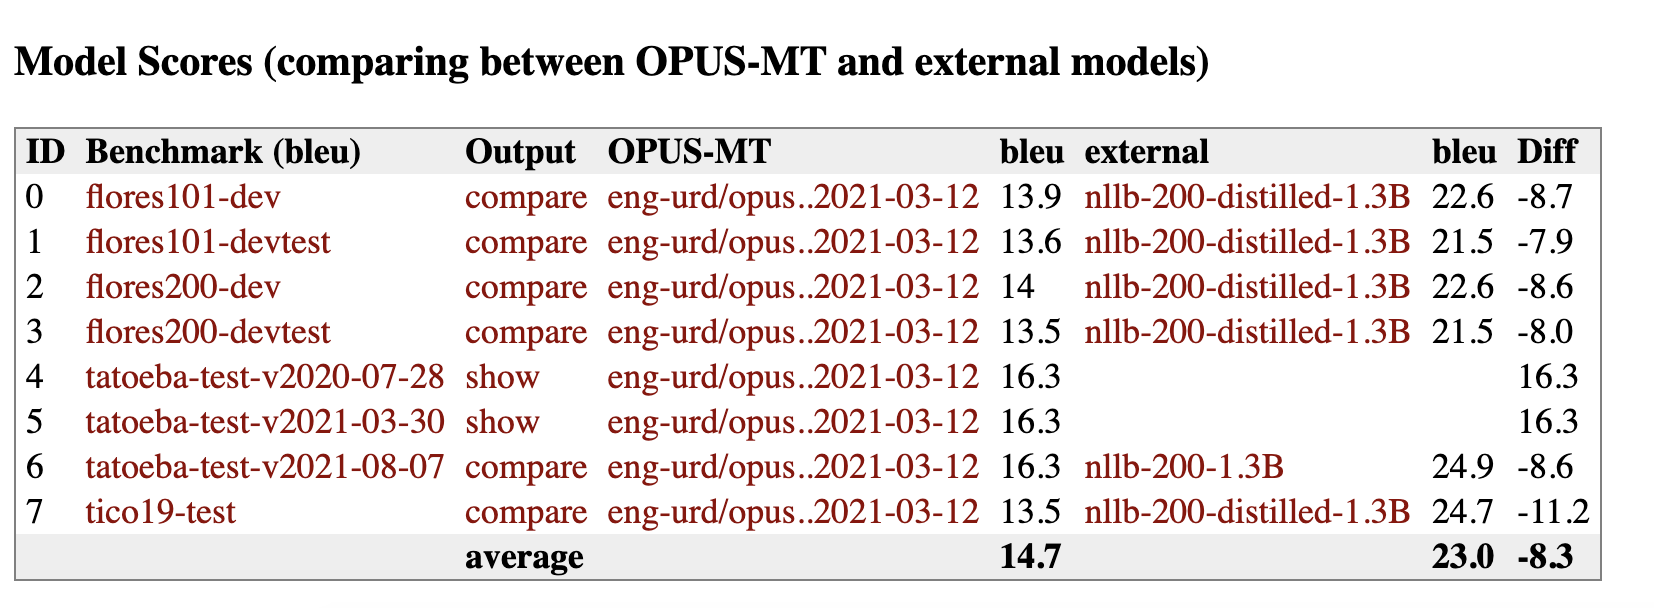 Model Scores (comparing between OPUS-MT and external models)
ID Benchmark (bleu) Output OPUS-MT bleu external bleu Diff
0 flores101-dev compare eng-urd/opus..2021-03-12 13.9 nllb-200-distilled-1.3B 22.6 -8.7
1 flores101-devtest compare eng-urd/opus..2021-03-12 13.6 nllb-200-distilled-1.3B 21.5 -7.9
2 flores200-dev compare eng-urd/opus..2021-03-12 14 nllb-200-distilled-1.3B 22.6 -8.6
3 flores200-devtest compare eng-urd/opus..2021-03-12 13.5 nllb-200-distilled-1.3B 21.5 -8.0
4 tatoeba-test-v2020-07-28 show eng-urd/opus..2021-03-12 16.3 16.3
5 tatoeba-test-v2021-03-30 show eng-urd/opus..2021-03-12 16.3 16.3
6 tatoeba-test-v2021-08-07 compare eng-urd/opus..2021-03-12 16.3 nllb-200-1.3B 24.9 -8.6
7 tico19-test compare eng-urd/opus..2021-03-12 13.5 nllb-200-distilled-1.3B 24.7 -11.2
average 14.7 23.0 -8.3